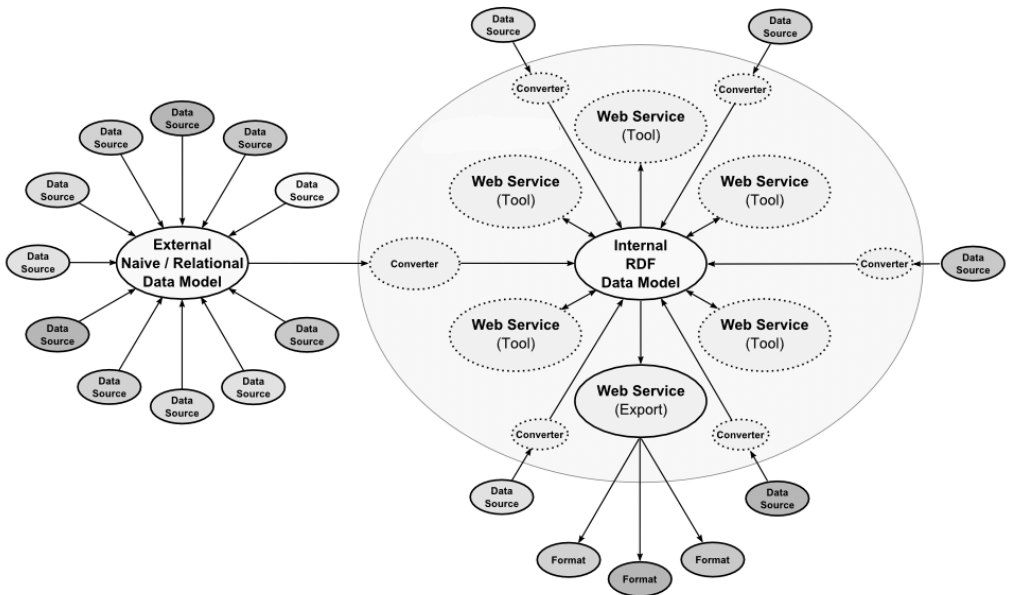 Data
Source
Data
Source
Converter
Converter
Data
Source
Data
Source
Data
Source
Web Service
(Tool)
Data
Source
Data
Source
Web Service
(Tool)
Web Service
(Tool)
External
Naive / Relational
Data Model
Internal
RDF
Data Model
Data
Source
Converter
Converter
Data
Source
Data
Source
Data
Source
Web Service
(Tool)
Web Service
(Tool)
Data
Source
Data
Source
Data
Source
Web Service
(Export)
Converter
Converter
Data
Source
Data
Source
Format
Format
Format